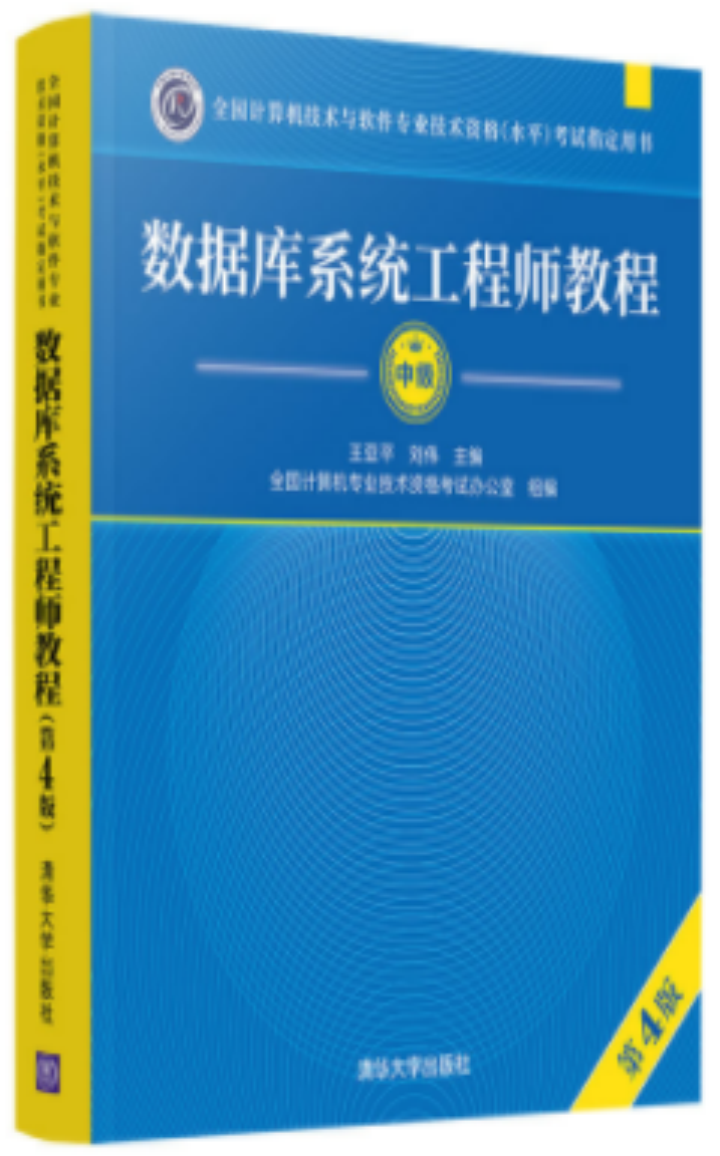 全国计算机技术与软件专业技术资格(水平)考试指定用书
数据库系统工程师教程
中级
王亚平 刘伟 主编
全国计算机专业技术资格考试办公室 组编
清华大学出版社
第4版
全国计算机技术与软件专业
技术资格(水平)考试指定用书
数据库系统工程师教程(第4版)
清华大学出版社